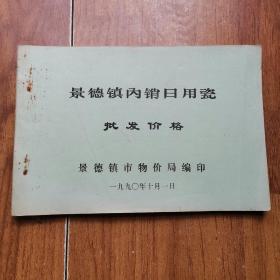 景德镇内销日用瓷
批发价格
景德镇市物价局编印
一九九〇年十月一日